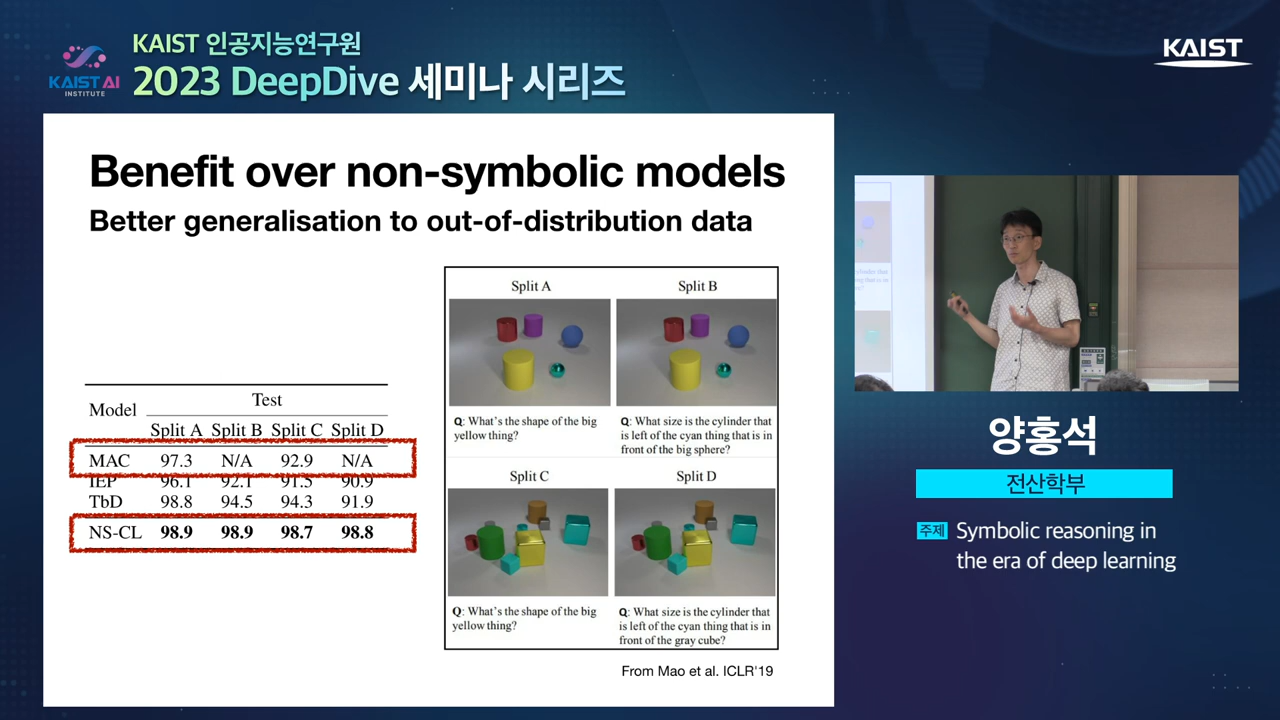 KAIST 인공지능연구원
2023 DeepDive 세미나 시리즈
KAIST AI
INSTITUTE
KAIST
Benefit over non-symbolic models
Better generalisation to out-of-distribution data
Model Test
Split A Split B Split C Split D
MAC 97.3 N/A 92.9 N/A
IEP 96.1 92.1 91.5 90.9
TbD 98.8 94.5 94.3 91.9
NS-CL 98.9 98.9 98.7 98.8
Split A
Q: What's the shape of the big
yellow thing?
Split B
Q: What size is the cylinder that
is left of the cyan thing that is in
front of the big sphere?
Split C
Q: What's the shape of the big
yellow thing?
Split D
Q: What size is the cylinder that
is left of the cyan thing that is in
front of the gray cube?
From Mao et al. ICLR'19
양홍석
전산학부
주제 Symbolic reasoning in
the era of deep learning